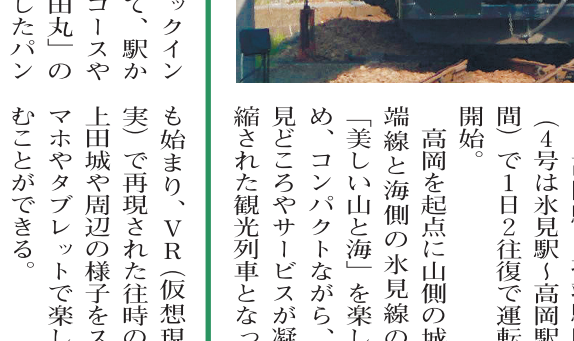 （４号は氷見駅～高岡駅
間）で１日２往復で運転
開始。
高岡を起点に山側の城
端線と海側の氷見線の
「美しい山と海」を楽し
め、コンパクトながら、
見どころやサービスが凝
縮された観光列車となっ
ックイン
て、駅か
コースや
田丸」の
したパン
も始まり、ＶＲ（仮想現
実）で再現された往時の
上田城や周辺の様子をス
マホやタブレットで楽し
むことができる。